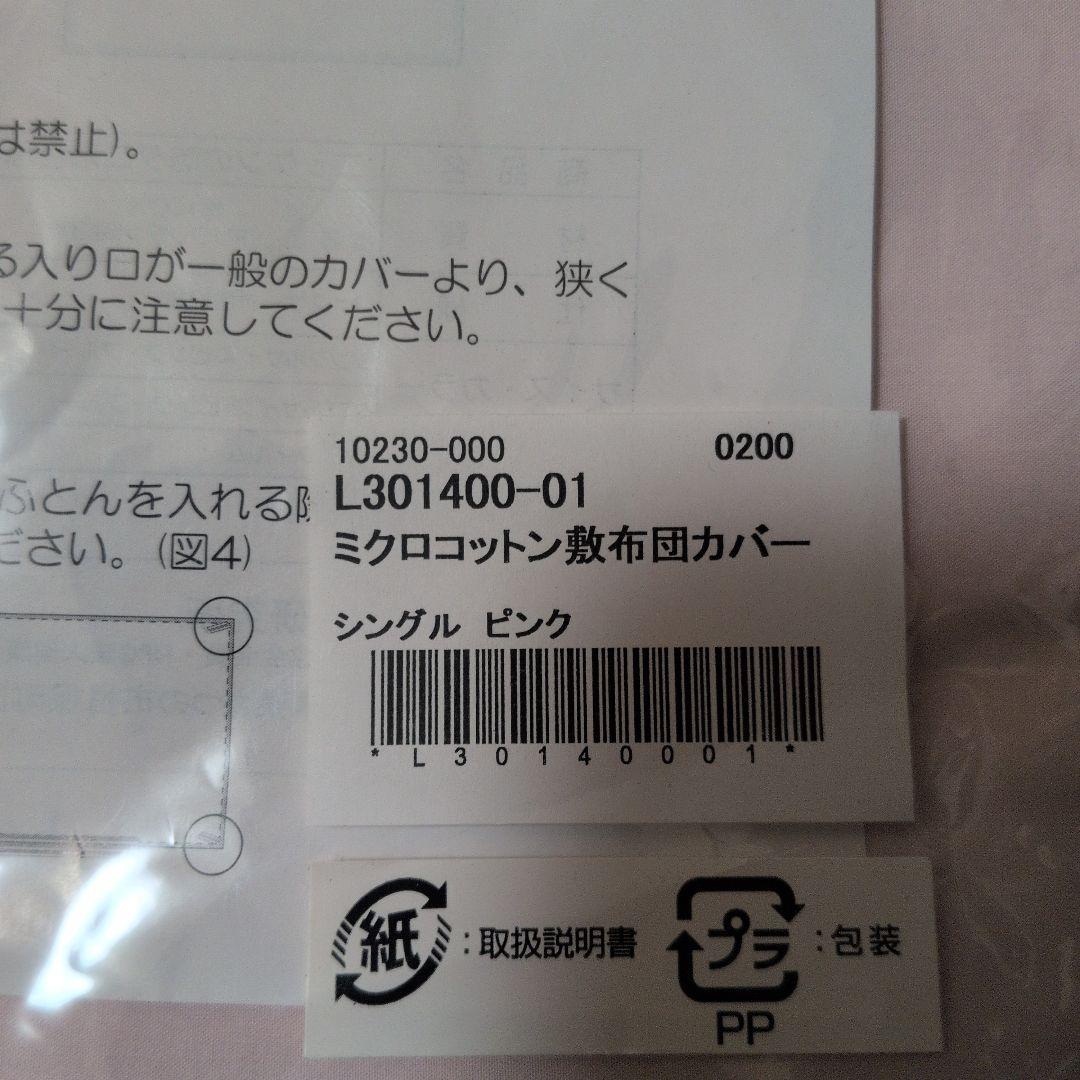 は禁止)。
る入り口が一般のカバーより、狭く
十分に注意してください。
ふとんを入れる際
ださい。(図4)
10230-000 0200
L301400-01
ミクロコットン敷布団カバー
シングル ピンク
*L30140001*
紙:取扱説明書
プラ:包装
PP